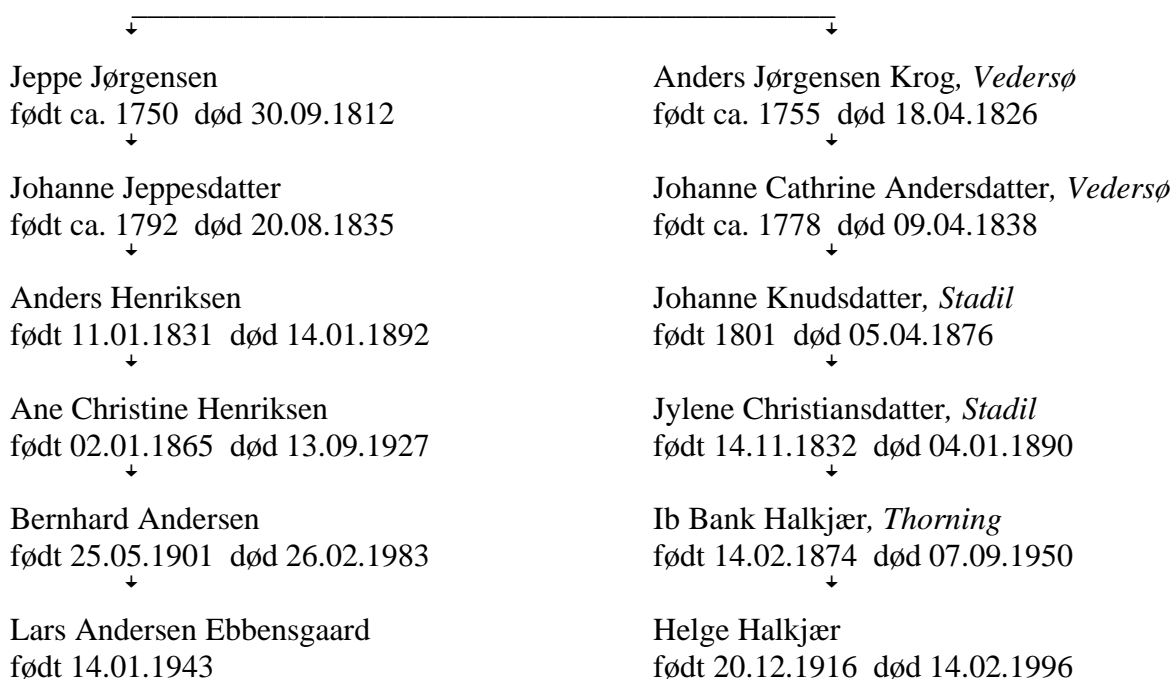 Jeppe Jørgensen
født ca. 1750 død 30.09.1812
Johanne Jeppesdatter
født ca. 1792 død 20.08.1835
Anders Henriksen
født 11.01.1831 død 14.01.1892
Ane Christine Henriksen
født 02.01.1865 død 13.09.1927
Bernhard Andersen
født 25.05.1901 død 26.02.1983
Lars Andersen Ebbensgaard
født 14.01.1943
Anders Jørgensen Krog, Vedersø
født ca. 1755 død 18.04.1826
Johanne Cathrine Andersdatter, Vedersø
født ca. 1778 død 09.04.1838
Johanne Knudsdatter, Stadil
født 1801 død 05.04.1876
Jylene Christiansdatter, Stadil
født 14.11.1832 død 04.01.1890
Ib Bank Halkjær, Thorning
født 14.02.1874 død 07.09.1950
Helge Halkjær
født 20.12.1916 død 14.02.1996